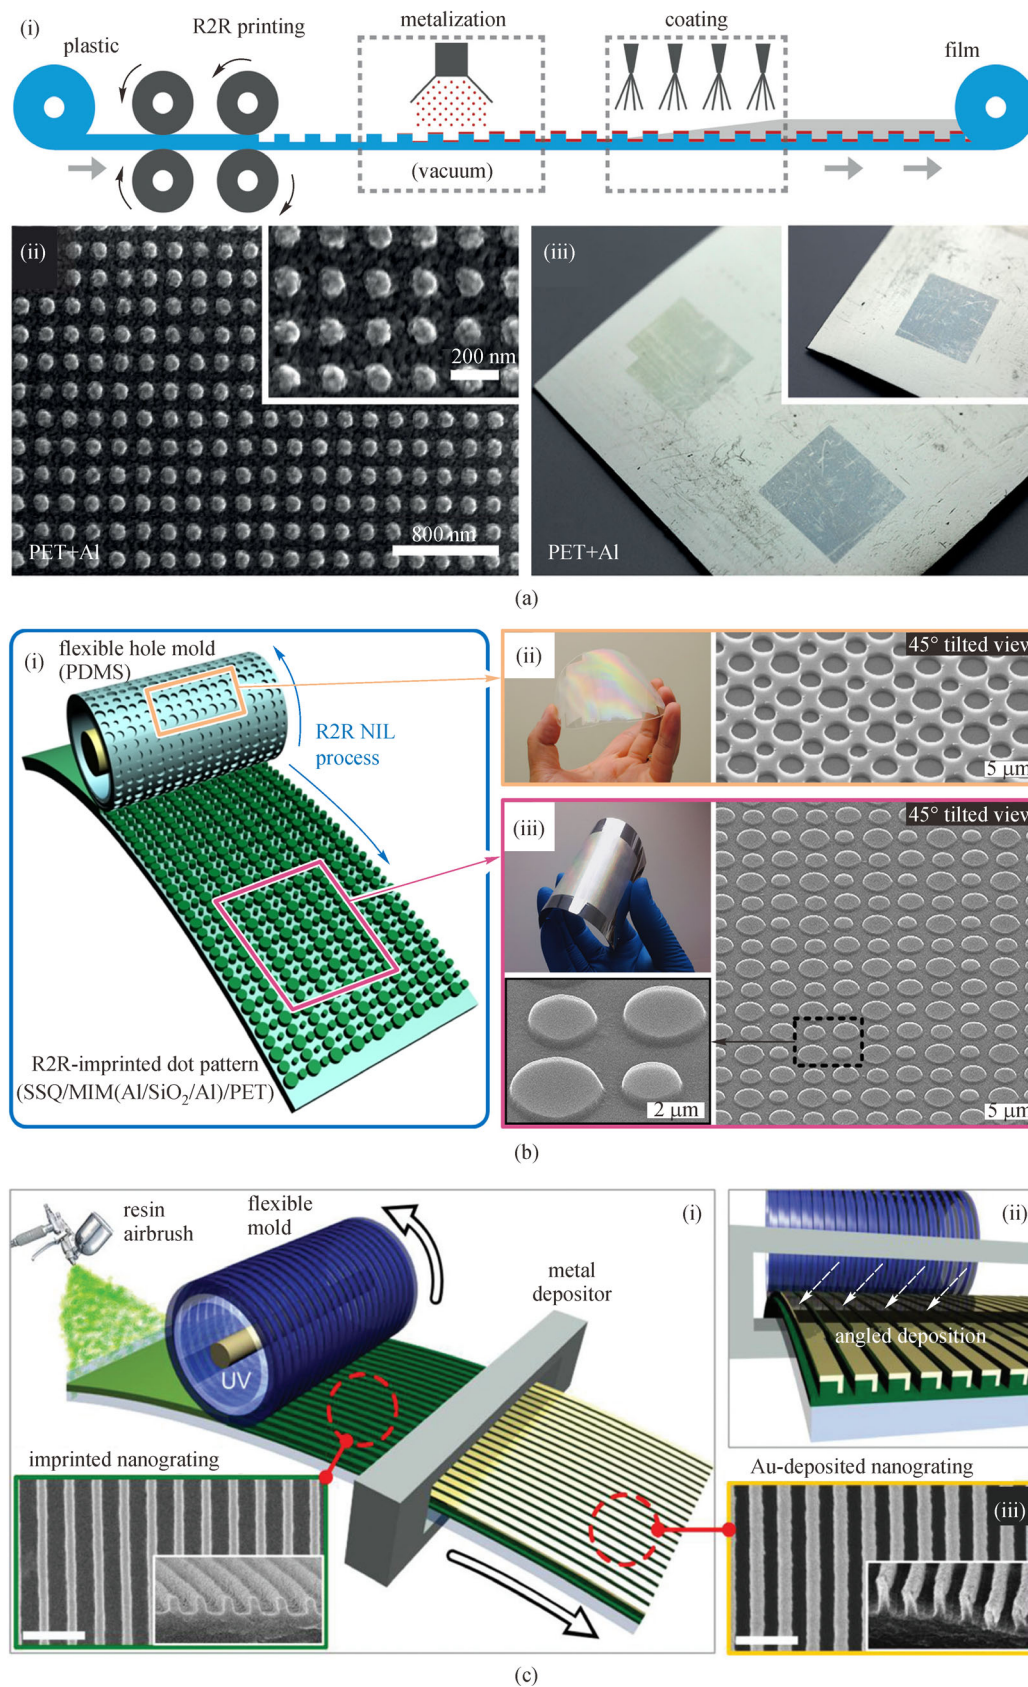 (i)
plastic
R2R printing
metalization
coating
film
(vacuum)
(ii)
200 nm
800 nm
PET+Al
(iii)
PET+Al
(a)
(i)
flexible hole mold
(PDMS)
R2R NIL
process
R2R-imprinted dot pattern
(SSQ/MIM(Al/SiO₂/Al)/PET)
(ii)
45° tilted view
5 μm
(iii)
45° tilted view
2 μm
5 μm
(b)
resin
airbrush
flexible
mold
(i)
metal
depositor
UV
imprinted nanograting
(ii)
angled deposition
Au-deposited nanograting
(iii)
(c)